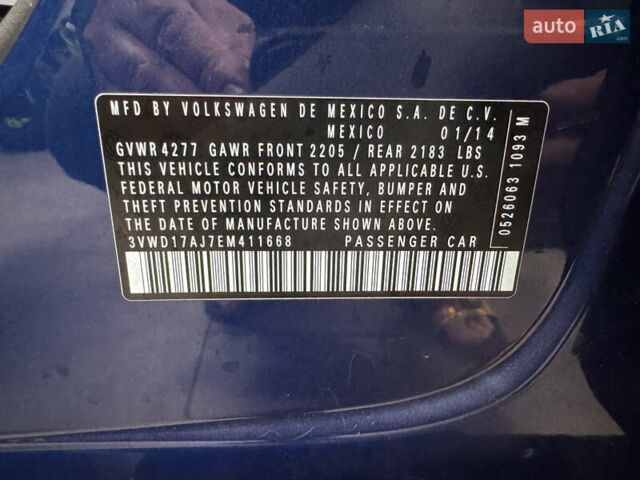 MFD BY VOLKSWAGEN DE MEXICO S.A. DE C.V.
MEXICO 01/14
GVWR 4277 GAWR FRONT 2205 / REAR 2183 LBS
THIS VEHICLE CONFORMS TO ALL APPLICABLE U.S.
FEDERAL MOTOR VEHICLE SAFETY, BUMPER AND
THEFT PREVENTION STANDARDS IN EFFECT ON
THE DATE OF MANUFACTURE SHOWN ABOVE.
3VWD17AJ7EM411668 PASSENGER CAR
0526063 1093 M
auto RIA
.com